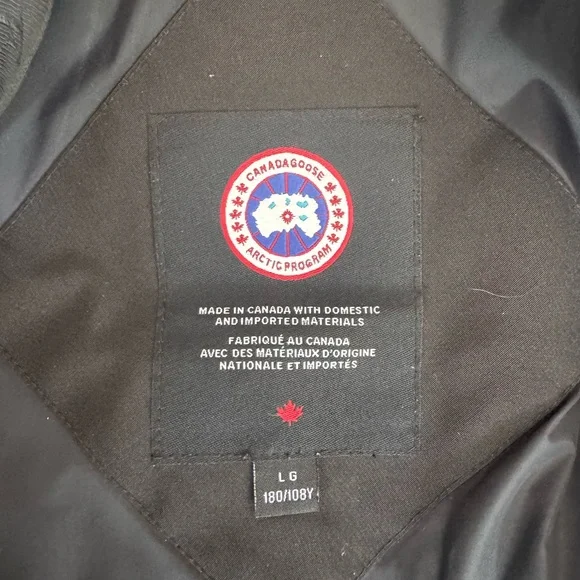 CANADA GOOSE
ARCTIC PROGRAM
MADE IN CANADA WITH DOMESTIC
AND IMPORTED MATERIALS
FABRIQUÉ AU CANADA
AVEC DES MATÉRIAUX D'ORIGINE
NATIONALE ET IMPORTÉS
LG
180/108Y